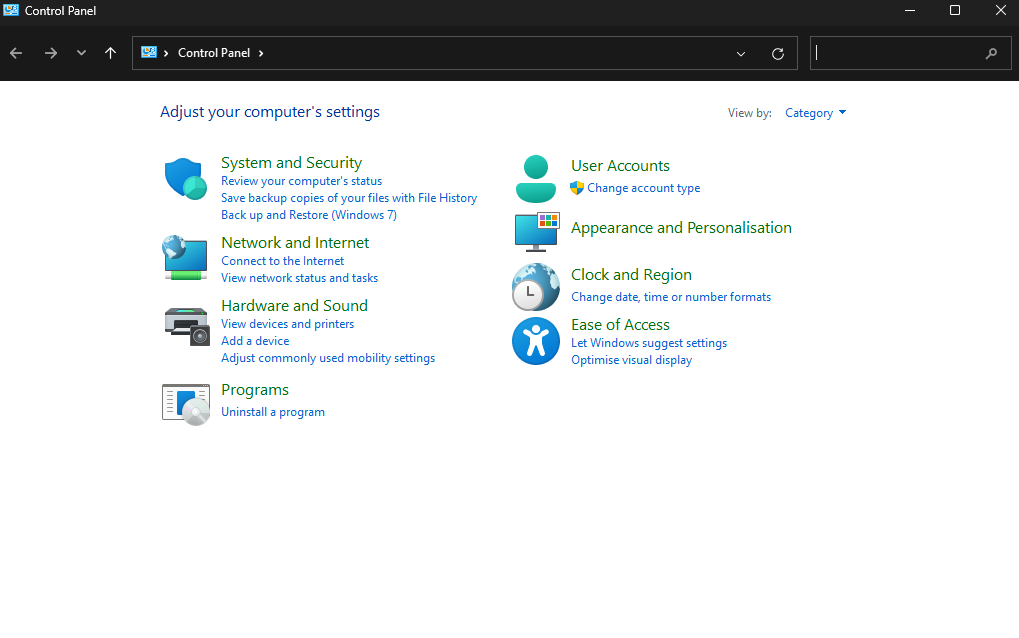 Control Panel
Control Panel
Adjust your computer's settings
View by: Category
System and Security
Review your computer's status
Save backup copies of your files with File History
Back up and Restore (Windows 7)
Network and Internet
Connect to the Internet
View network status and tasks
Hardware and Sound
View devices and printers
Add a device
Adjust commonly used mobility settings
Programs
Uninstall a program
User Accounts
Change account type
Appearance and Personalisation
Clock and Region
Change date, time or number formats
Ease of Access
Let Windows suggest settings
Optimise visual display